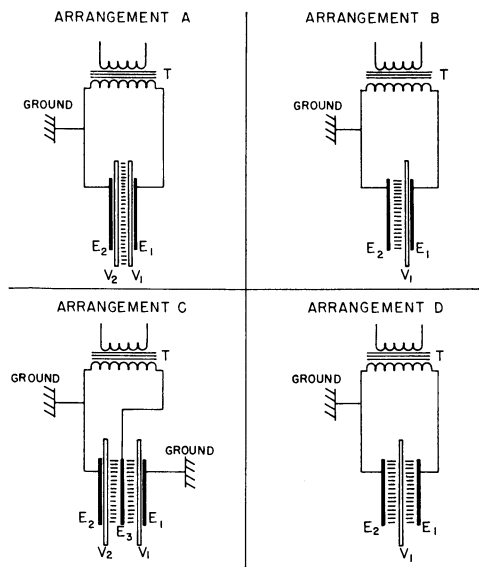 ARRANGEMENT A
T
GROUND
E2 E1
V2 V1
ARRANGEMENT B
T
GROUND
E2 E1
V1
ARRANGEMENT C
T
GROUND
GROUND
E2 E3 E1
V2 V1
ARRANGEMENT D
T
GROUND
E2 E1
V1